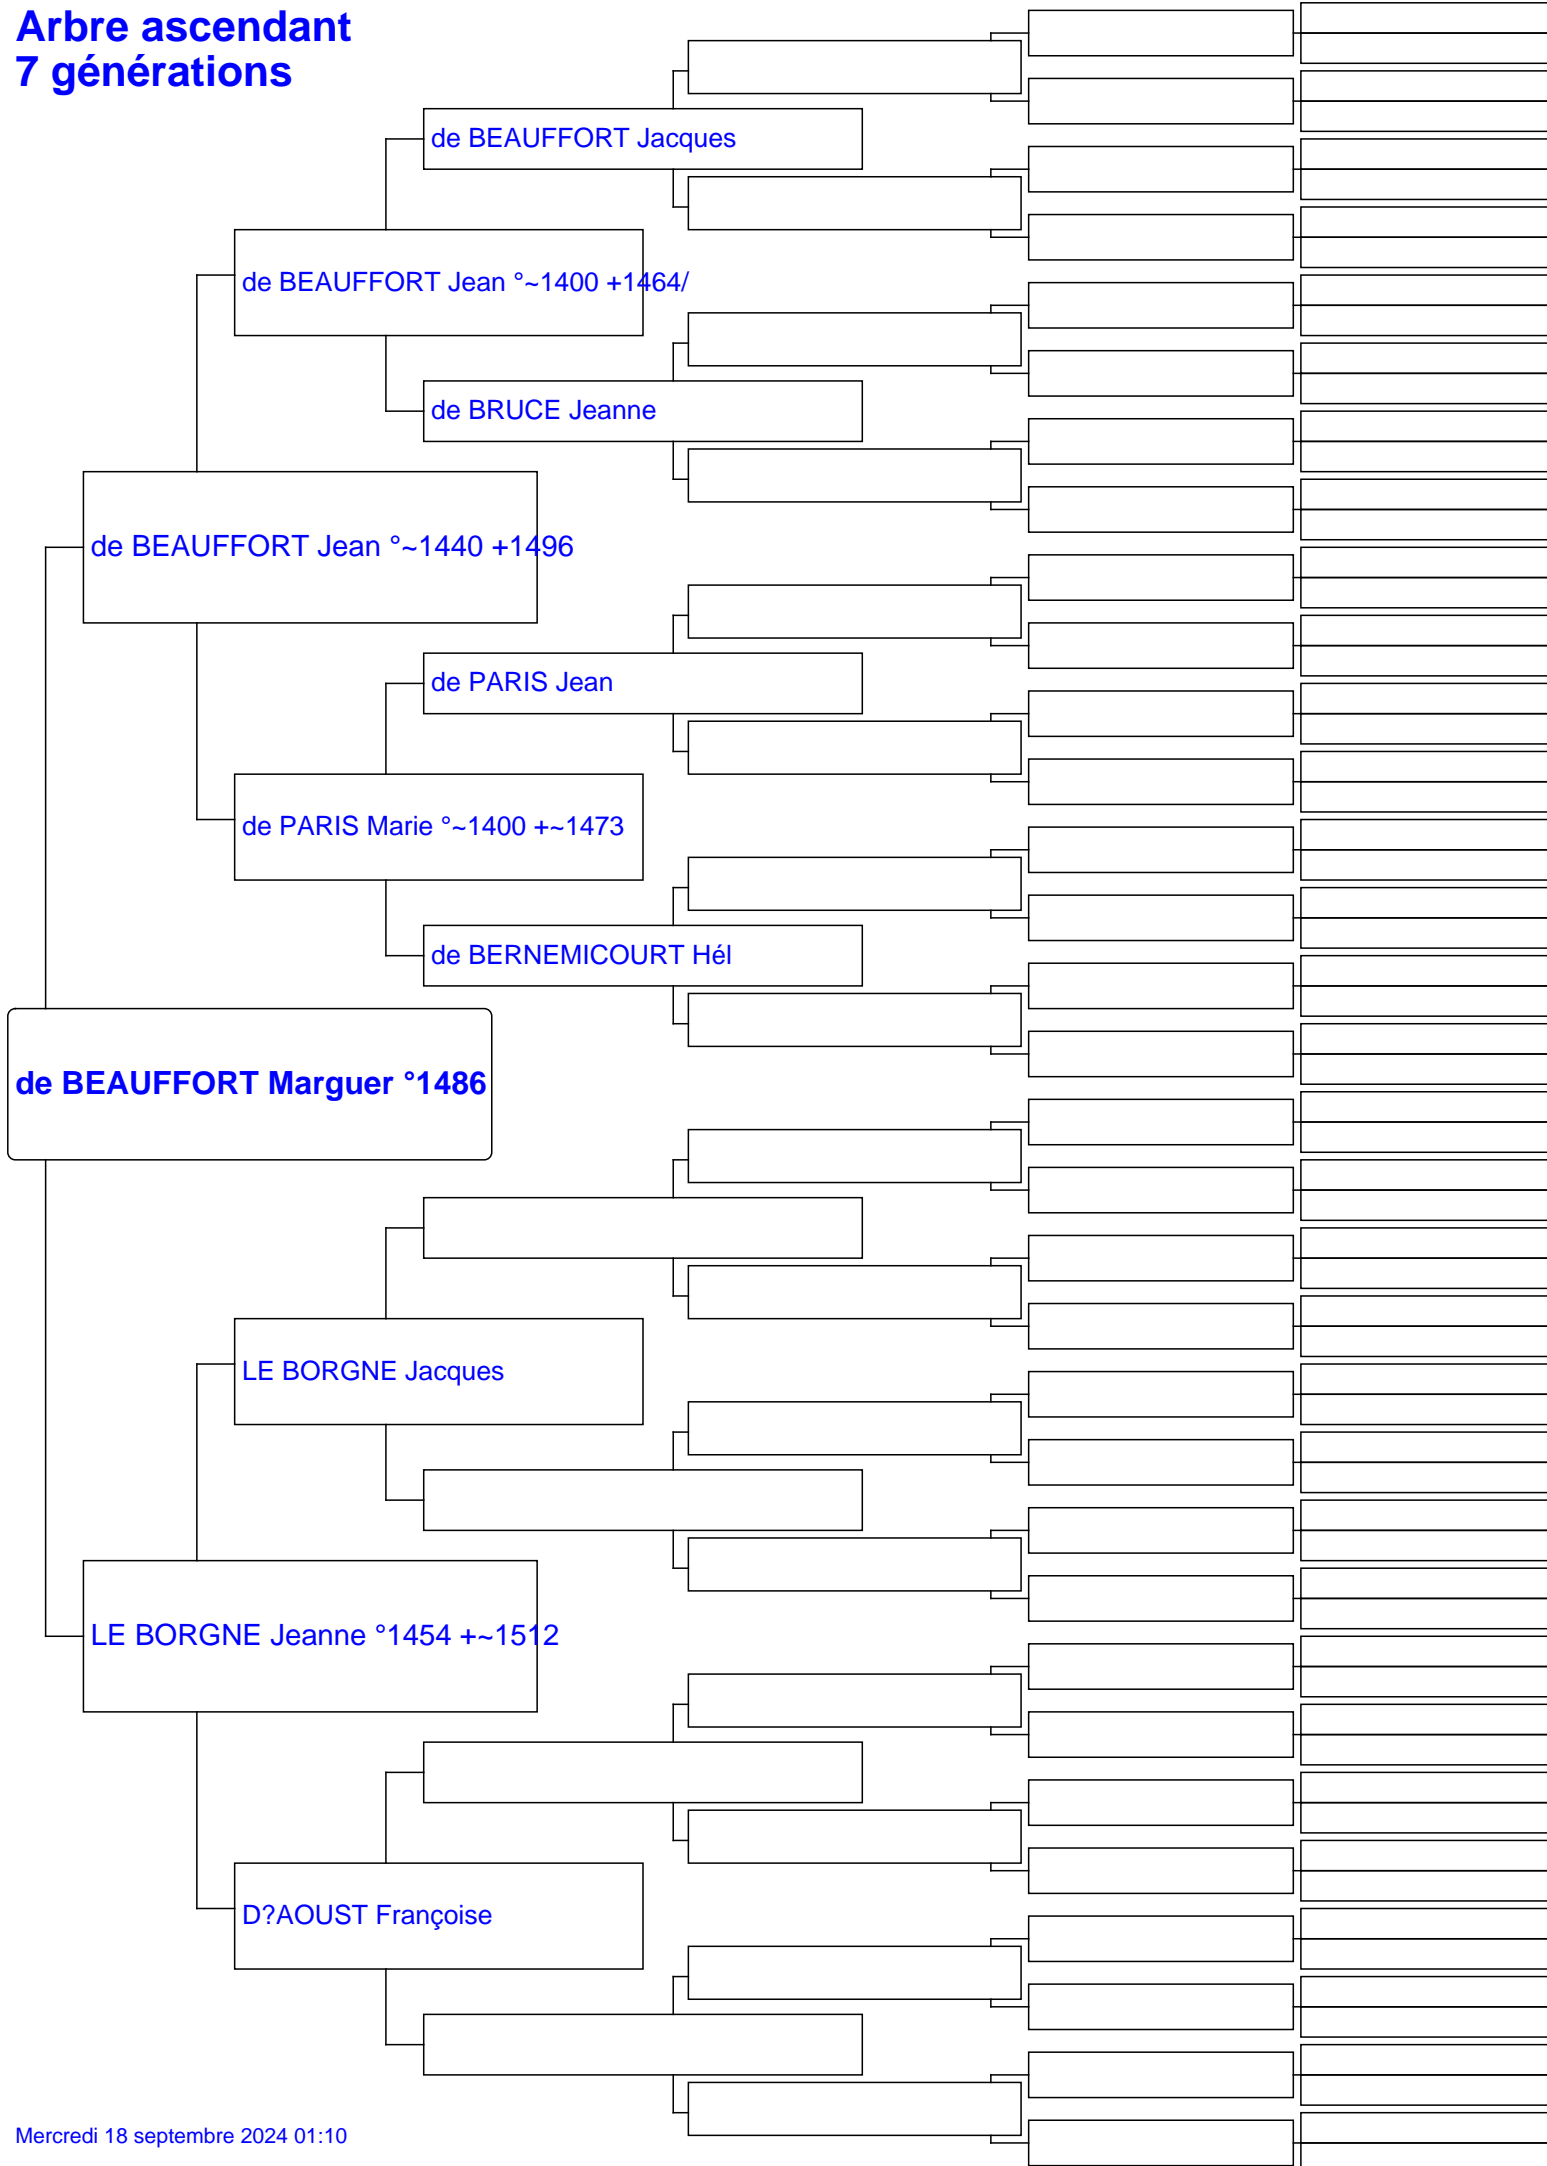 Arbre ascendant
7 générations
de BEAUFFORT Jacques
de BEAUFFORT Jean °~1400 +1464/
de BRUCE Jeanne
de BEAUFFORT Jean °~1440 +1496
de PARIS Jean
de PARIS Marie °~1400 +~1473
de BERNEMICOURT Hél
de BEAUFFORT Marguer °1486
LE BORGNE Jacques
LE BORGNE Jeanne °1454 +~1512
D?AOUST Françoise
Mercredi 18 septembre 2024 01:10